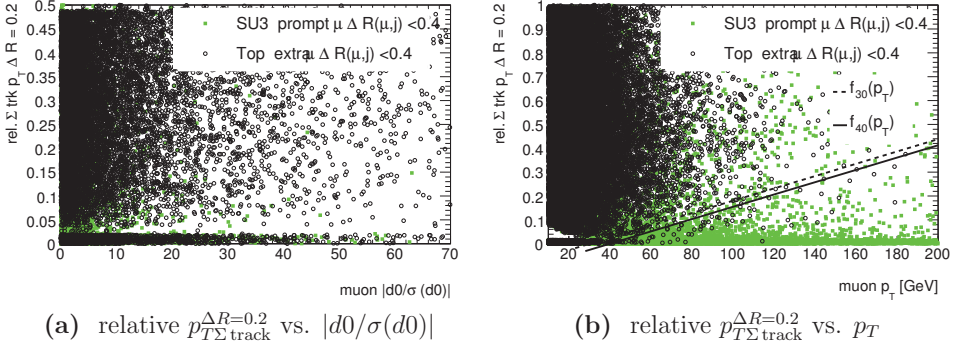 rel. Σ trk p_T Δ R = 0.2
0.5
0.45
0.4
0.35
0.3
0.25
0.2
0.15
0.1
0.05
0
0 10 20 30 40 50 60 70
SU3 prompt μ Δ R(μ,j) <0.4
Top extra μ Δ R(μ,j) <0.4
muon |d0/σ (d0)|
(a) relative p_{TΣ track}^{ΔR=0.2} vs. |d0/σ(d0)|
rel. Σ trk p_T Δ R = 0.2
1
0.9
0.8
0.7
0.6
0.5
0.4
0.3
0.2
0.1
0
20 40 60 80 100 120 140 160 180 200
SU3 prompt μ Δ R(μ,j) <0.4
Top extra μ Δ R(μ,j) <0.4
f_30(p_T)
f_40(p_T)
muon p_T [GeV]
(b) relative p_{TΣ track}^{ΔR=0.2} vs. p_T